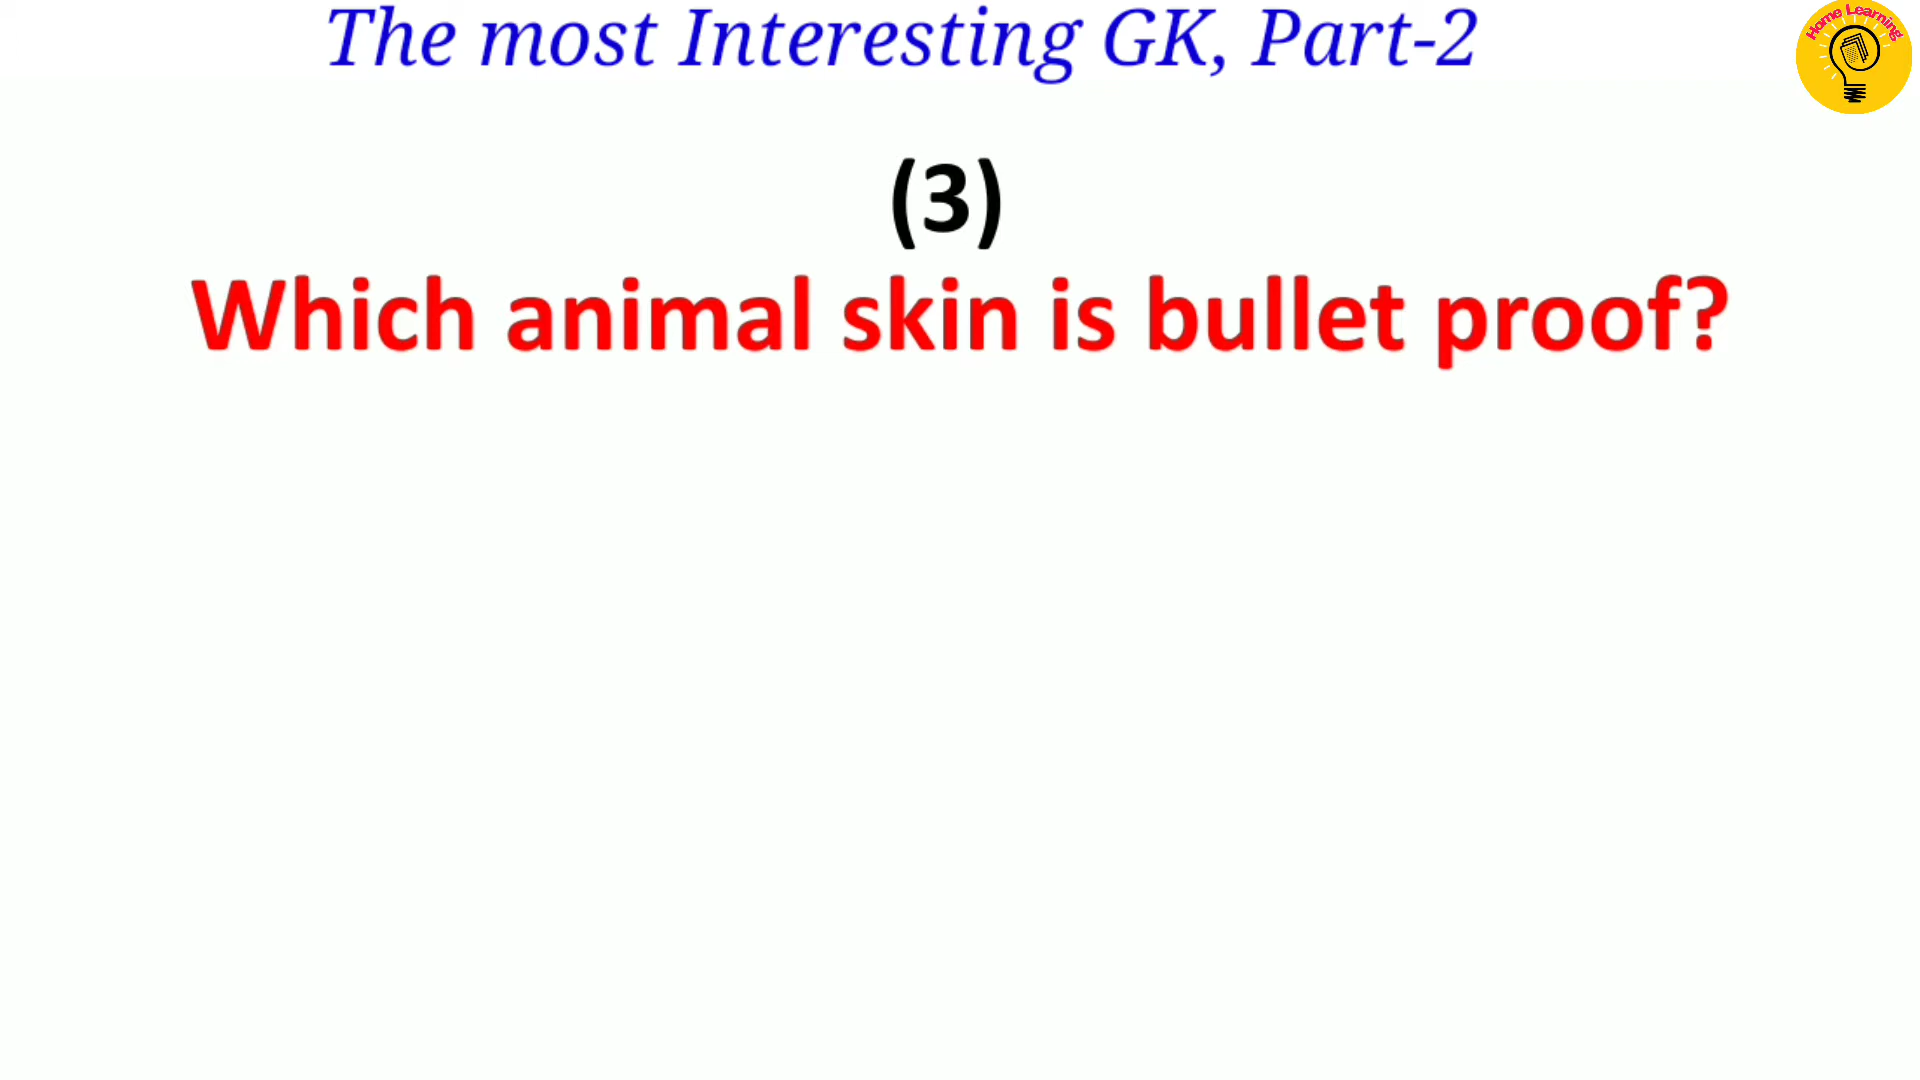 The most Interesting GK, Part-2
Home Learning
(3)
Which animal skin is bullet proof?